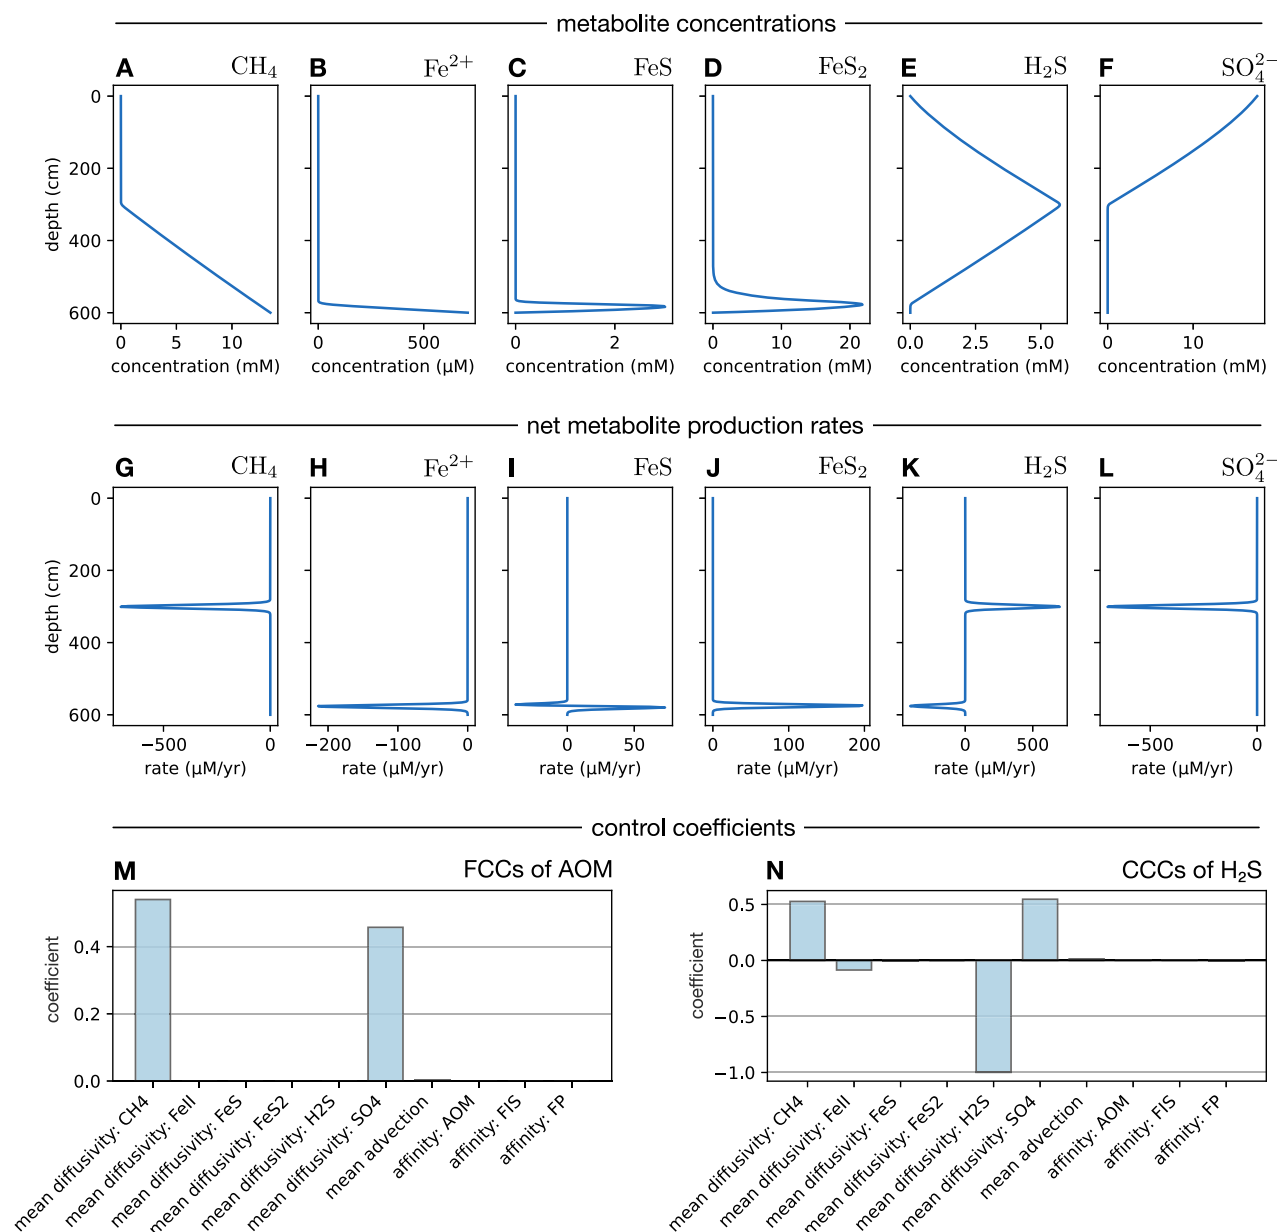 metabolite concentrations
A CH₄ B Fe²⁺ C FeS D FeS₂ E H₂S F SO₄²⁻
0
200
400
600
depth (cm)
0 5 10 0 500 0 2 0 10 20 0.0 2.5 5.0 10
concentration (mM) concentration (µM) concentration (mM) concentration (mM) concentration (mM) concentration (mM)
net metabolite production rates
G CH₄ H Fe²⁺ I FeS J FeS₂ K H₂S L SO₄²⁻
0
200
400
600
depth (cm)
−500 0 −200 −100 0 0 50 0 100 200 0 500 −500 0
rate (µM/yr) rate (µM/yr) rate (µM/yr) rate (µM/yr) rate (µM/yr) rate (µM/yr)
control coefficients
M FCCs of AOM
0.4
0.2
0.0
coefficient
mean diffusivity: CH4
mean diffusivity: FeII
mean diffusivity: FeS
mean diffusivity: FeS2
mean diffusivity: H2S
mean diffusivity: SO4
mean advection
affinity: AOM
affinity: FIS
affinity: FP
N CCCs of H₂S
0.5
0.0
−0.5
−1.0
coefficient
mean diffusivity: CH4
mean diffusivity: FeII
mean diffusivity: FeS
mean diffusivity: FeS2
mean diffusivity: H2S
mean diffusivity: SO4
mean advection
affinity: AOM
affinity: FIS
affinity: FP